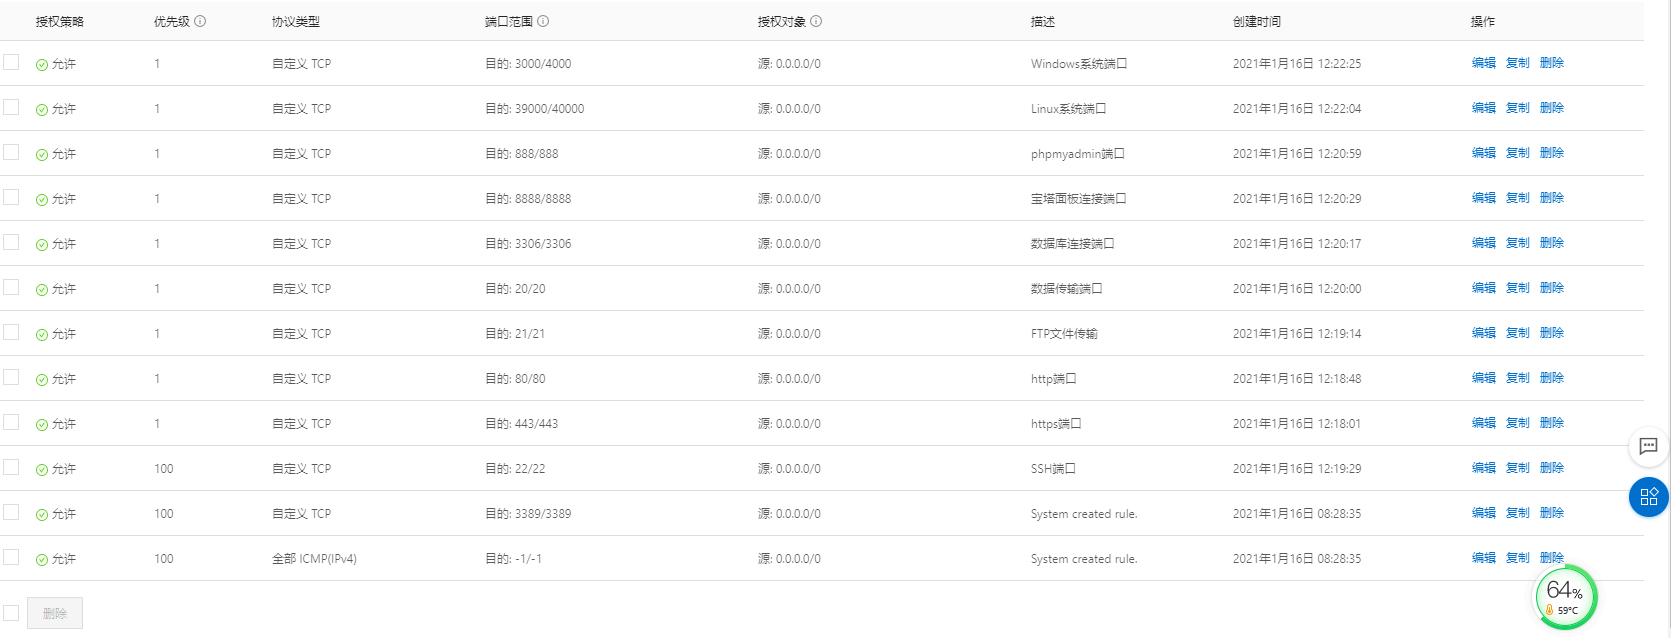 授权策略 优先级 协议类型 端口范围 授权对象 描述 创建时间 操作
允许 1 自定义 TCP 目的: 3000/4000 源: 0.0.0.0/0 Windows系统端口 2021年1月16日 12:22:25 编辑 复制 删除
允许 1 自定义 TCP 目的: 39000/40000 源: 0.0.0.0/0 Linux系统端口 2021年1月16日 12:22:04 编辑 复制 删除
允许 1 自定义 TCP 目的: 888/888 源: 0.0.0.0/0 phpmyadmin端口 2021年1月16日 12:20:59 编辑 复制 删除
允许 1 自定义 TCP 目的: 8888/8888 源: 0.0.0.0/0 宝塔面板连接端口 2021年1月16日 12:20:29 编辑 复制 删除
允许 1 自定义 TCP 目的: 3306/3306 源: 0.0.0.0/0 数据库连接端口 2021年1月16日 12:20:17 编辑 复制 删除
允许 1 自定义 TCP 目的: 20/20 源: 0.0.0.0/0 数据传输端口 2021年1月16日 12:20:00 编辑 复制 删除
允许 1 自定义 TCP 目的: 21/21 源: 0.0.0.0/0 FTP文件传输 2021年1月16日 12:19:14 编辑 复制 删除
允许 1 自定义 TCP 目的: 80/80 源: 0.0.0.0/0 http端口 2021年1月16日 12:18:48 编辑 复制 删除
允许 1 自定义 TCP 目的: 443/443 源: 0.0.0.0/0 https端口 2021年1月16日 12:18:01 编辑 复制 删除
允许 100 自定义 TCP 目的: 22/22 源: 0.0.0.0/0 SSH端口 2021年1月16日 12:19:29 编辑 复制 删除
允许 100 自定义 TCP 目的: 3389/3389 源: 0.0.0.0/0 System created rule. 2021年1月16日 08:28:35 编辑 复制 删除
允许 100 全部 ICMP(IPv4) 目的: -1/-1 源: 0.0.0.0/0 System created rule. 2021年1月16日 08:28:35 编辑 复制 删除
64%
59°C
删除